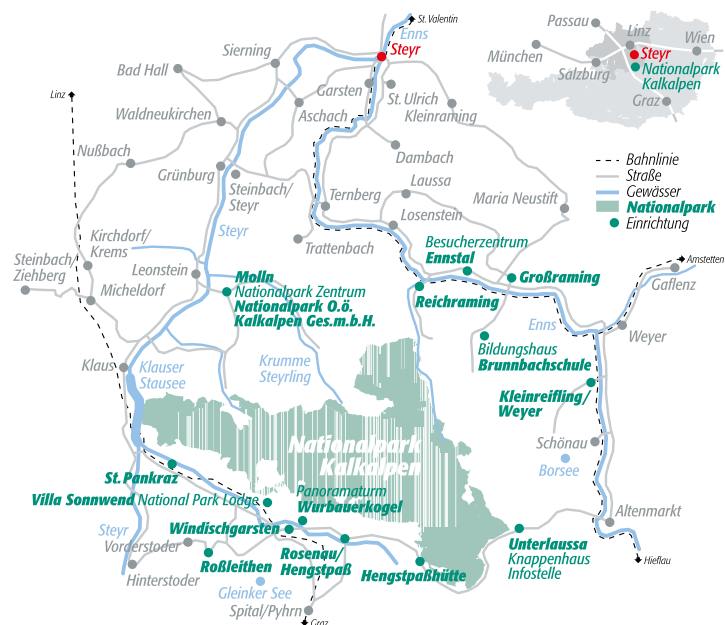 St. Valentin
Enns
Steyr
Sierning
Bad Hall
Linz
Garsten
Aschach
St. Ulrich
Kleinraming
Waldneukirchen
Nußbach
Grünburg
Steinbach/
Steyr
Dambach
Laussa
Ternberg
Losenstein
Maria Neustift
Trattenbach
Steyr
Kirchdorf/
Krems
Steinbach/
Ziehberg
Micheldorf
Leonstein
Molln
Nationalpark Zentrum
Nationalpark O.ö.
Kalkalpen Ges.m.b.H.
Besucherzentrum
Ennstal
Großraming
Reichraming
Amstetten
Gaflenz
Enns
Weyer
Klaus
Klauser
Stausee
Krumme
Steyrling
Bildungshaus
Brunnbachschule
Kleinreifling/
Weyer
Schönau
Borsee
Nationalpark
Kalkalpen
St. Pankraz
Villa Sonnwend National Park Lodge
Panoramaturm
Wurbauerkogel
Windischgarsten
Steyr
Vorderstoder
Hinterstoder
Roßleithen
Rosenau/
Hengstpaß
Gleinker See
Spital/Pyhrn
Graz
Hengstpaßhütte
Unterlaussa
Knappenhaus
Infostelle
Altenmarkt
Hieflau
Passau
Linz
Wien
München
Steyr
Salzburg
Nationalpark
Kalkalpen
Graz
Bahnlinie
Straße
Gewässer
Nationalpark
Einrichtung